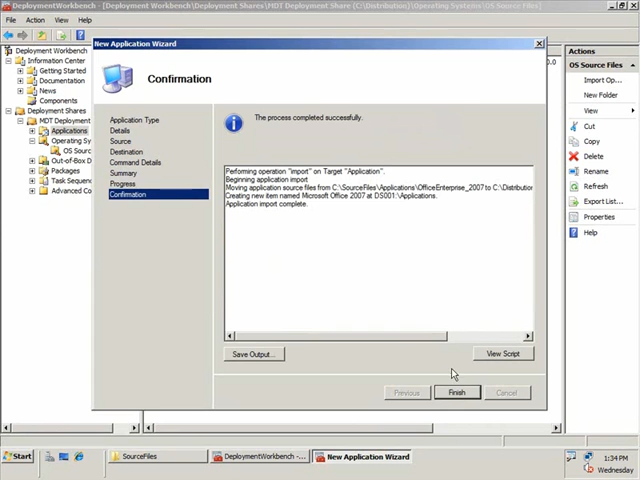 DeploymentWorkbench - [Deployment Workbench\Deployment Shares\MDT Deployment Share (C:\Distribution)\Operating Systems\OS Source Files]
File Action View Help
Deployment Workbench
Information Center
Getting Started
Documentation
News
Components
Deployment Shares
MDT Deployment
Applications
Operating Sy
OS Sourc
Out-of-Box D
Packages
Task Sequenc
Advanced Co
New Application Wizard
Confirmation
Application Type
Details
Source
Destination
Command Details
Summary
Progress
Confirmation
The process completed successfully.
Performing operation "import" on Target "Application".
Beginning application import
Moving application source files from C:\SourceFiles\Applications\OfficeEnterprise_2007 to C:\Distribution
Creating new item named Microsoft Office 2007 at DS001:\Applications.
Application import complete.
Save Output...
View Script
Previous
Finish
Cancel
Actions
OS Source Files
Import Op...
New Folder
View
Cut
Copy
Delete
Rename
Refresh
Export List...
Properties
Help
Start
SourceFiles
DeploymentWorkbench -...
New Application Wizard
1:34 PM
Wednesday